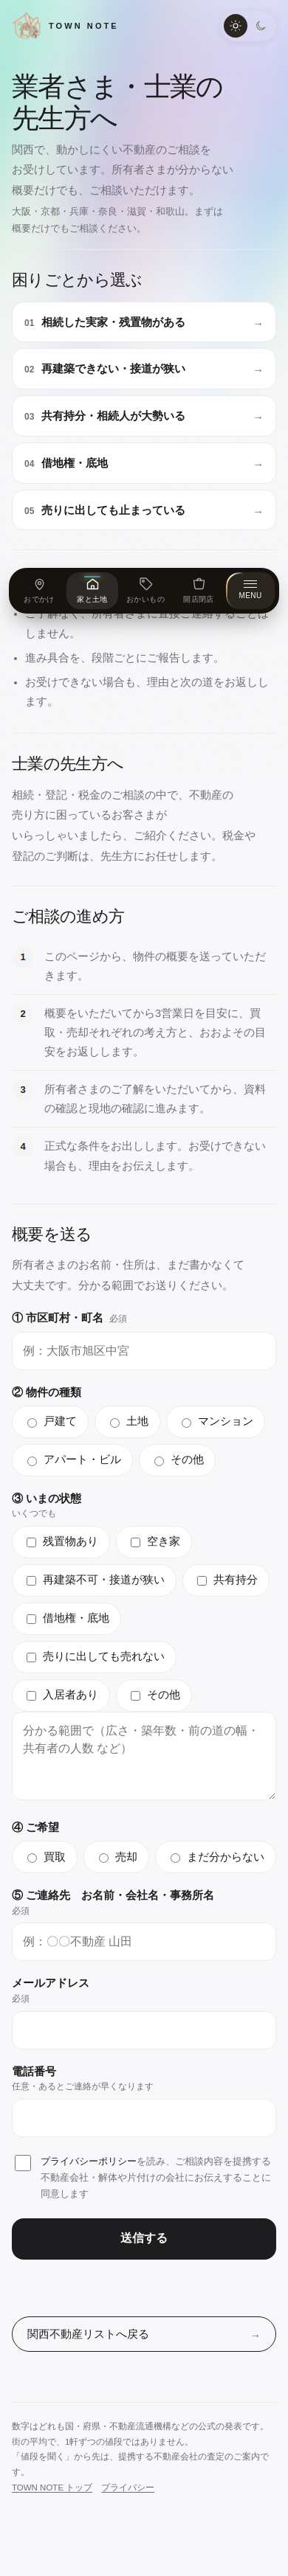 TOWN NOTE
業者さま・士業の
先生方へ
関西で、動かしにくい不動産のご相談を
お受けしています。所有者さまが分からない
概要だけでも、ご相談いただけます。
大阪・京都・兵庫・奈良・滋賀・和歌山。まずは
概要だけでもご相談ください。
困りごとから選ぶ
01 相続した実家・残置物がある →
02 再建築できない・接道が狭い →
03 共有持分・相続人が大勢いる →
04 借地権・底地 →
05 売りに出しても止まっている →
おでかけ 家と土地 おかいもの 開店閉店 MENU
しません。
進み具合を、段階ごとにご報告します。
お受けできない場合も、理由と次の道をお返しし
ます。
士業の先生方へ
相続・登記・税金のご相談の中で、不動産の
売り方に困っているお客さまが
いらっしゃいましたら、ご紹介ください。税金や
登記のご判断は、先生方にお任せします。
ご相談の進め方
1 このページから、物件の概要を送っていただ
きます。
2 概要をいただいてから3営業日を目安に、買
取・売却それぞれの考え方と、おおよその目
安をお返しします。
3 所有者さまのご了解をいただいてから、資料
の確認と現地の確認に進みます。
4 正式な条件をお出しします。お受けできない
場合も、理由をお伝えします。
概要を送る
所有者さまのお名前・住所は、まだ書かなくて
大丈夫です。分かる範囲でお送りください。
① 市区町村・町名 必須
例：大阪市旭区中宮
② 物件の種類
戸建て 土地 マンション
アパート・ビル その他
③ いまの状態
いくつでも
残置物あり 空き家
再建築不可・接道が狭い 共有持分
借地権・底地
売りに出しても売れない
入居者あり その他
分かる範囲で（広さ・築年数・前の道の幅・
共有者の人数 など）
④ ご希望
買取 売却 まだ分からない
⑤ ご連絡先　お名前・会社名・事務所名
必須
例：〇〇不動産 山田
メールアドレス
必須
電話番号
任意・あるとご連絡が早くなります
プライバシーポリシーを読み、ご相談内容を提携する
不動産会社・解体や片付けの会社にお伝えすることに
同意します
送信する
関西不動産リストへ戻る →
数字はどれも国・府県・不動産流通機構などの公式の発表です。
街の平均で、1軒ずつの値段ではありません。
「値段を聞く」から先は、提携する不動産会社の査定のご案内で
す。
TOWN NOTE トップ プライバシー